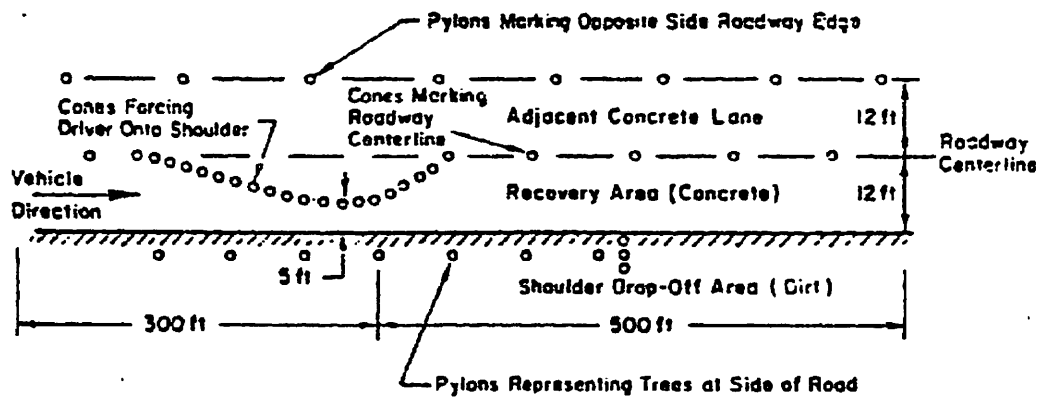 Pylons Marking Opposite Side Roadway Edge
Cones Forcing
Driver Onto Shoulder
Cones Marking
Roadway
Centerline
Adjacent Concrete Lane
12 ft
Roadway
Centerline
Vehicle
Direction
Recovery Area (Concrete)
12 ft
5 ft
Shoulder Drop-Off Area (Dirt)
300 ft
500 ft
Pylons Representing Trees at Side of Road